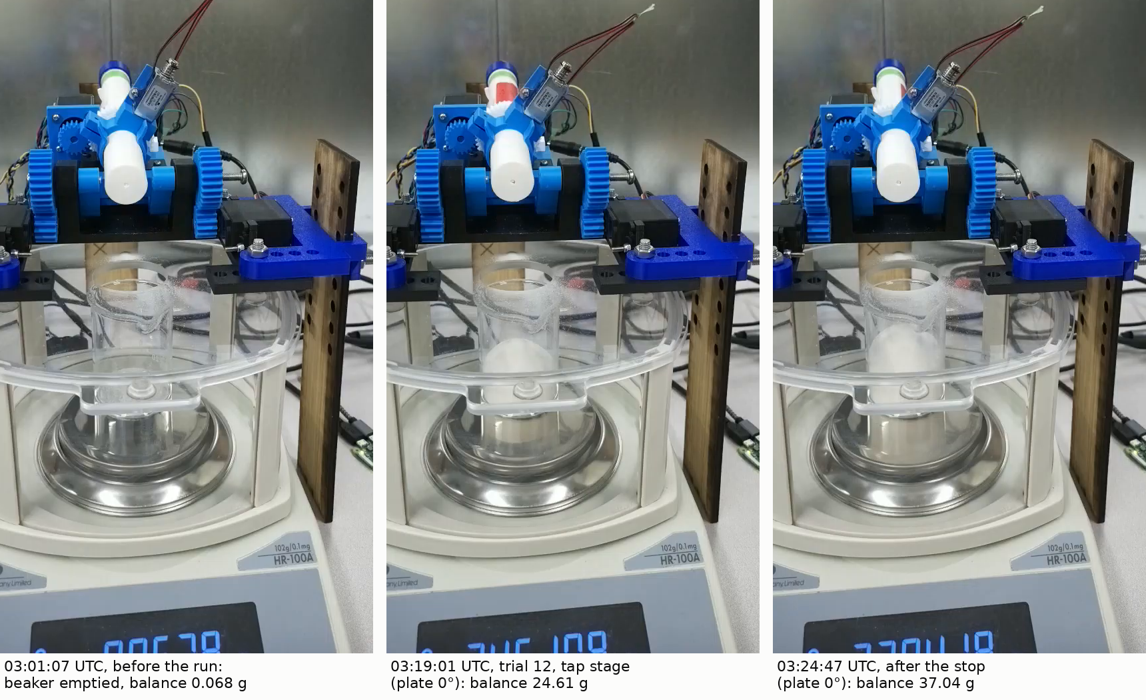 102g/0.1mg
HR-100A
102g/0.1mg
HR-100A
102g/0.1mg
HR-100A
03:01:07 UTC, before the run:
beaker emptied, balance 0.068 g
03:19:01 UTC, trial 12, tap stage
(plate 0°): balance 24.61 g
03:24:47 UTC, after the stop
(plate 0°): balance 37.04 g